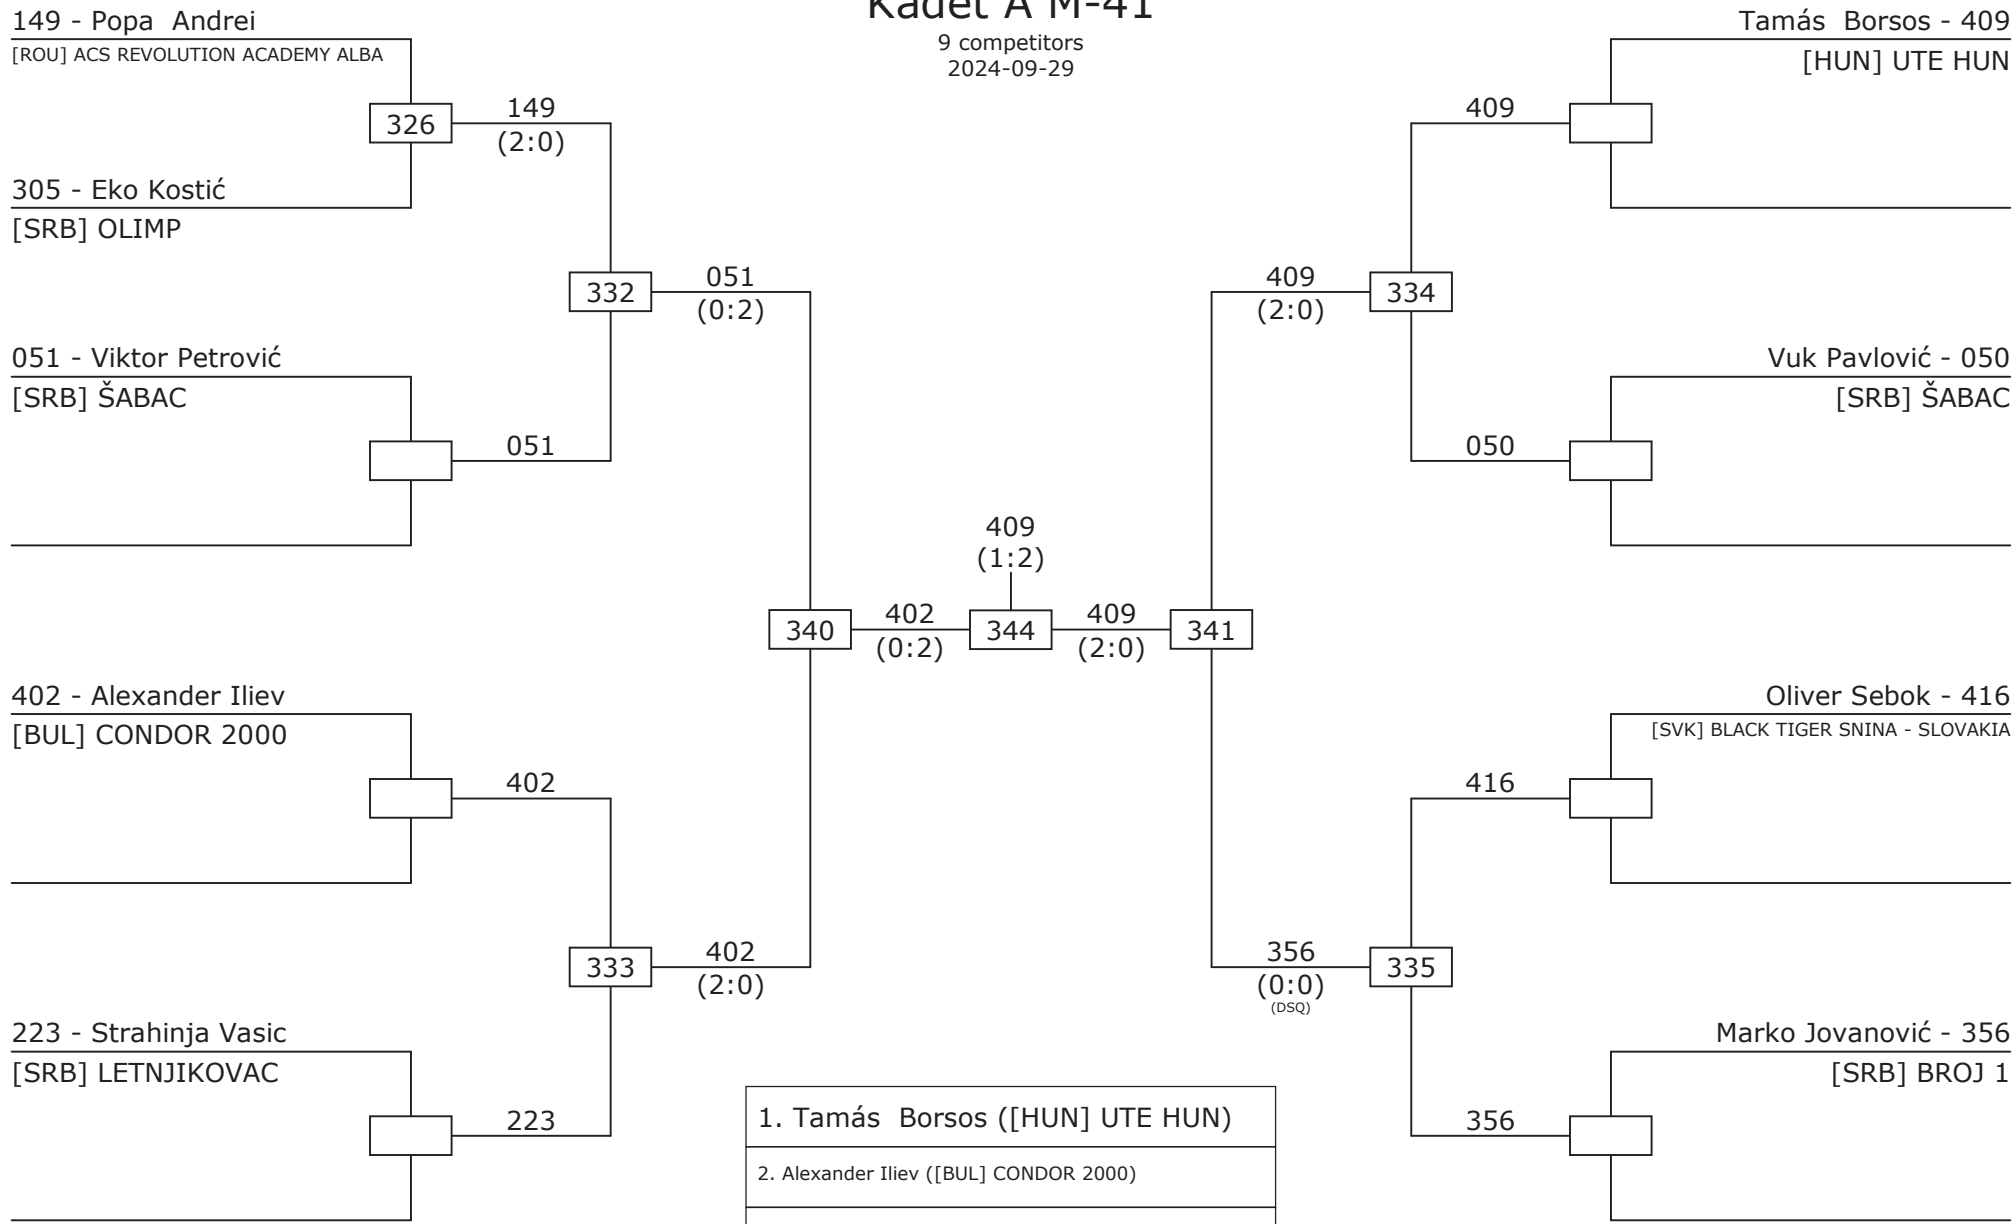 Kadet A M-41
9 competitors
2024-09-29
149 - Popa  Andrei
[ROU] ACS REVOLUTION ACADEMY ALBA
326
149
(2:0)
305 - Eko Kostić
[SRB] OLIMP
332
051
(0:2)
051 - Viktor Petrović
[SRB] ŠABAC
051
402 - Alexander Iliev
[BUL] CONDOR 2000
402
333
402
(2:0)
223 - Strahinja Vasic
[SRB] LETNJIKOVAC
223
340
402
(0:2)
344
409
(1:2)
409
(2:0)
341
Tamás  Borsos - 409
[HUN] UTE HUN
409
409
(2:0)
334
Vuk Pavlović - 050
[SRB] ŠABAC
050
Oliver Sebok - 416
[SVK] BLACK TIGER SNINA - SLOVAKIA
416
356
(0:0)
(DSQ)
335
Marko Jovanović - 356
[SRB] BROJ 1
356
1. Tamás  Borsos ([HUN] UTE HUN)
2. Alexander Iliev ([BUL] CONDOR 2000)